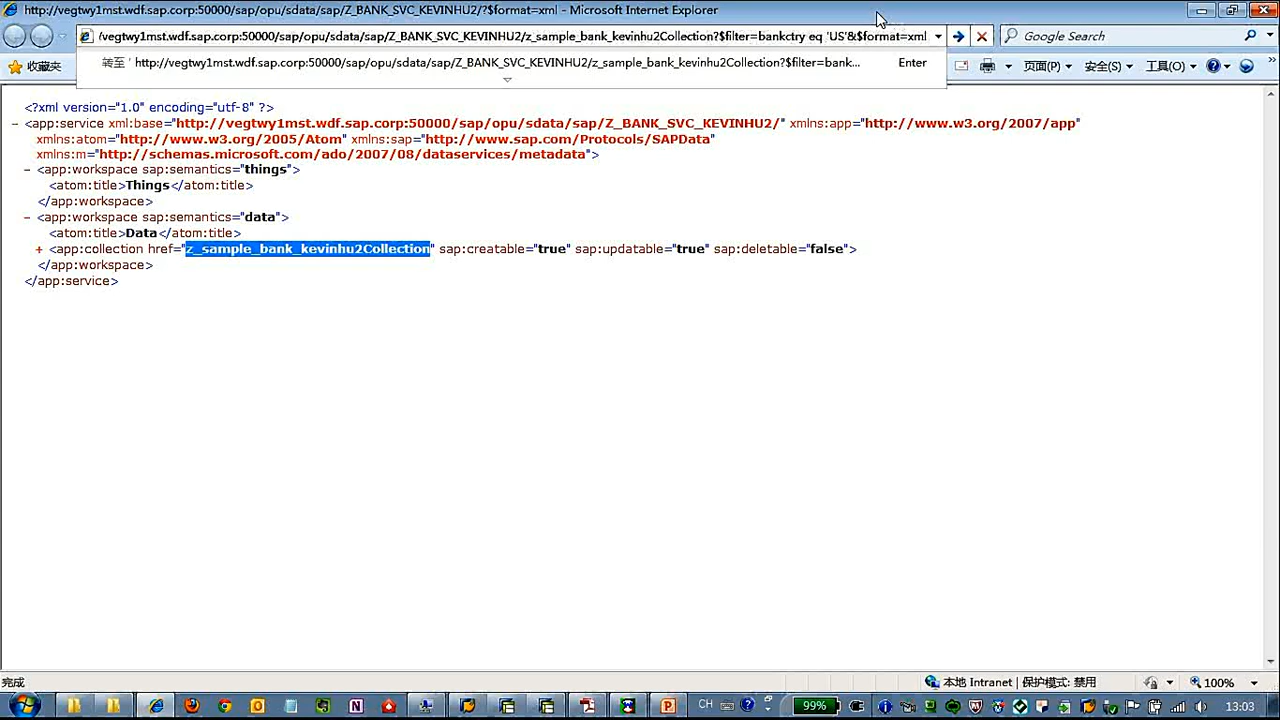 http://vegtwy1mst.wdf.sap.corp:50000/sap/opu/sdata/sap/Z_BANK_SVC_KEVINHU2/?$format=xml - Microsoft Internet Explorer
/vegtwy1mst.wdf.sap.corp:50000/sap/opu/sdata/sap/Z_BANK_SVC_KEVINHU2/z_sample_bank_kevinhu2Collection?$filter=bankctry eq 'US'&$format=xml
Google Search
转至 ' http://vegtwy1mst.wdf.sap.corp:50000/sap/opu/sdata/sap/Z_BANK_SVC_KEVINHU2/z_sample_bank_kevinhu2Collection?$filter=bank... Enter
收藏夹 页面(P) 安全(S) 工具(O)
<?xml version="1.0" encoding="utf-8" ?>
- <app:service xml:base="http://vegtwy1mst.wdf.sap.corp:50000/sap/opu/sdata/sap/Z_BANK_SVC_KEVINHU2/" xmlns:app="http://www.w3.org/2007/app"
xmlns:atom="http://www.w3.org/2005/Atom" xmlns:sap="http://www.sap.com/Protocols/SAPData"
xmlns:m="http://schemas.microsoft.com/ado/2007/08/dataservices/metadata">
- <app:workspace sap:semantics="things">
<atom:title>Things</atom:title>
</app:workspace>
- <app:workspace sap:semantics="data">
<atom:title>Data</atom:title>
+ <app:collection href="z_sample_bank_kevinhu2Collection" sap:creatable="true" sap:updatable="true" sap:deletable="false">
</app:workspace>
</app:service>
完成
本地 Intranet | 保护模式: 禁用
100%
CH
99%
13:03